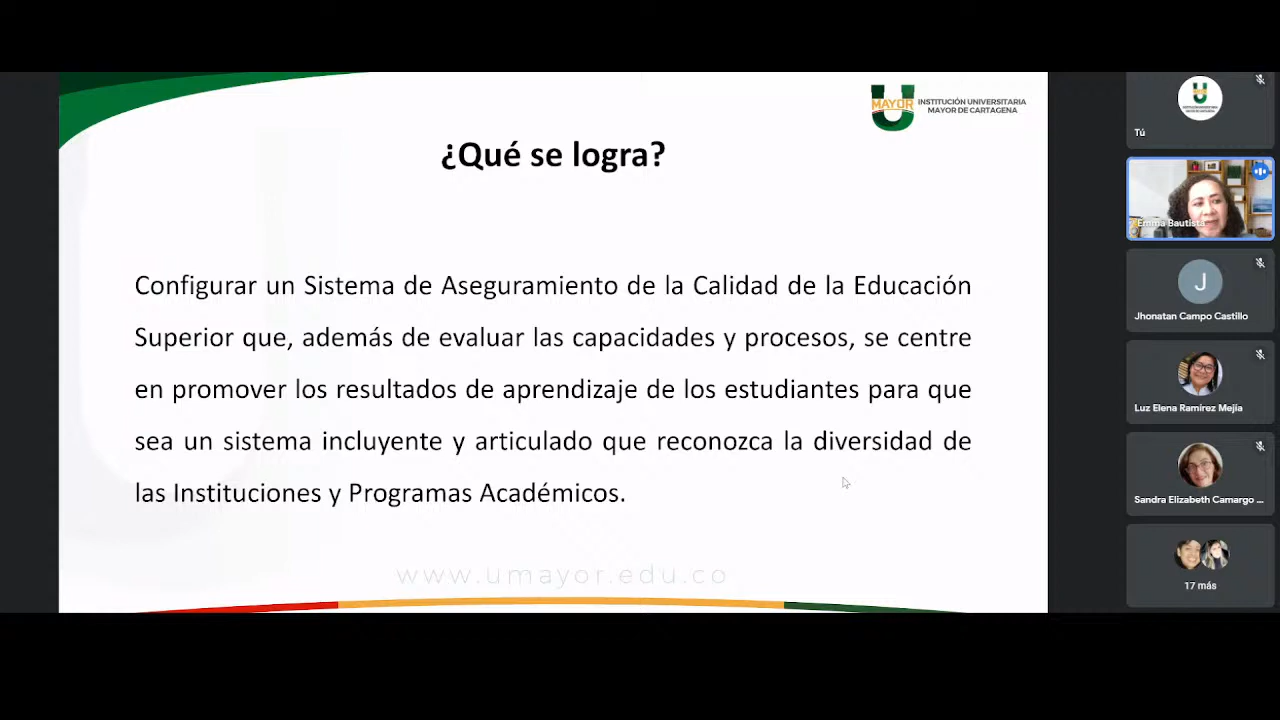 MAYOR
INSTITUCIÓN UNIVERSITARIA
MAYOR DE CARTAGENA
¿Qué se logra?
Configurar un Sistema de Aseguramiento de la Calidad de la Educación
Superior que, además de evaluar las capacidades y procesos, se centre
en promover los resultados de aprendizaje de los estudiantes para que
sea un sistema incluyente y articulado que reconozca la diversidad de
las Instituciones y Programas Académicos.
www.umayor.edu.co
Tú
Emma Bautista
J
Jhonatan Campo Castillo
Luz Elena Ramírez Mejía
Sandra Elizabeth Camargo ...
17 más